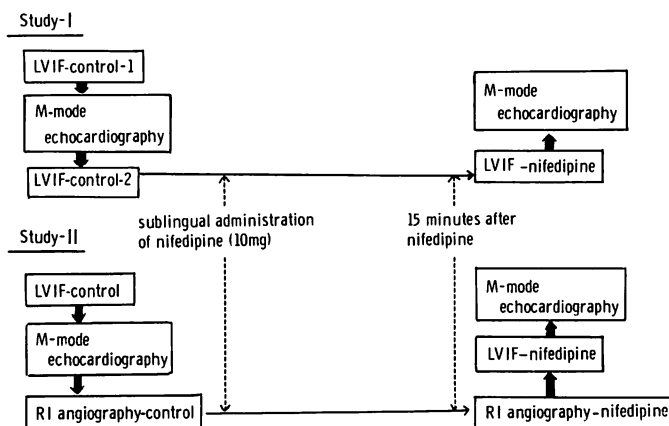 Study-I
LVIF-control-1
M-mode
echocardiography
LVIF-control-2
M-mode
echocardiography
LVIF -nifedipine
sublingual administration
of nifedipine (10mg)
15 minutes after
nifedipine
Study-II
LVIF-control
M-mode
echocardiography
RI angiography-control
M-mode
echocardiography
LVIF-nifedipine
RI angiography-nifedipine